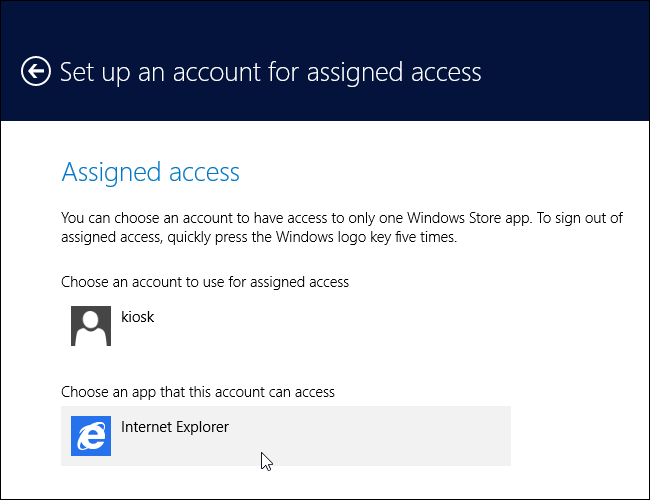 Set up an account for assigned access
Assigned access
You can choose an account to have access to only one Windows Store app. To sign out of
assigned access, quickly press the Windows logo key five times.
Choose an account to use for assigned access
kiosk
Choose an app that this account can access
Internet Explorer